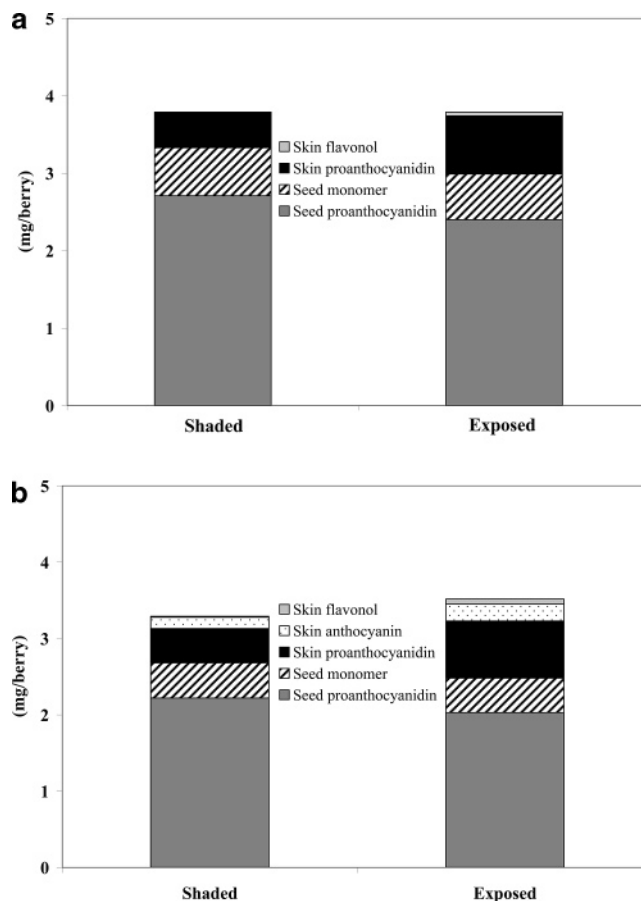 a
5
4
3
2
1
0
(mg/berry)
Skin flavonol
Skin proanthocyanidin
Seed monomer
Seed proanthocyanidin
Shaded Exposed
b
5
4
3
2
1
0
(mg/berry)
Skin flavonol
Skin anthocyanin
Skin proanthocyanidin
Seed monomer
Seed proanthocyanidin
Shaded Exposed